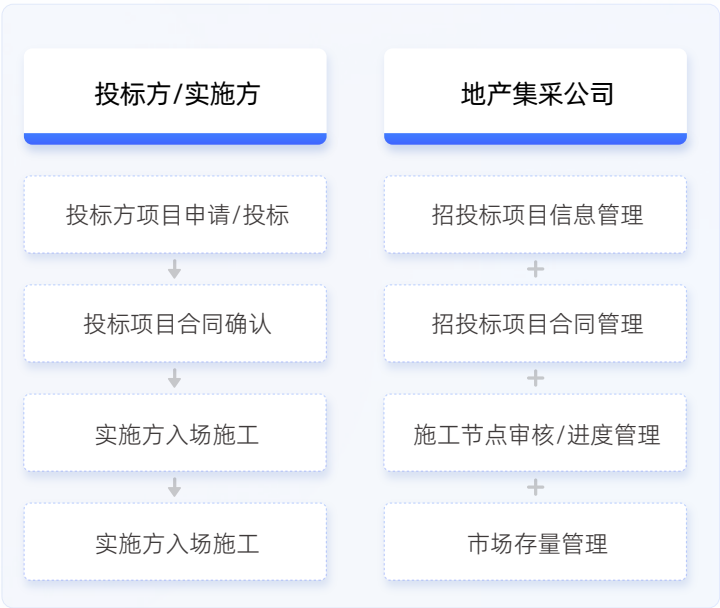 投标方/实施方
地产集采公司
投标方项目申请/投标
招投标项目信息管理
投标项目合同确认
招投标项目合同管理
实施方入场施工
施工节点审核/进度管理
实施方入场施工
市场存量管理